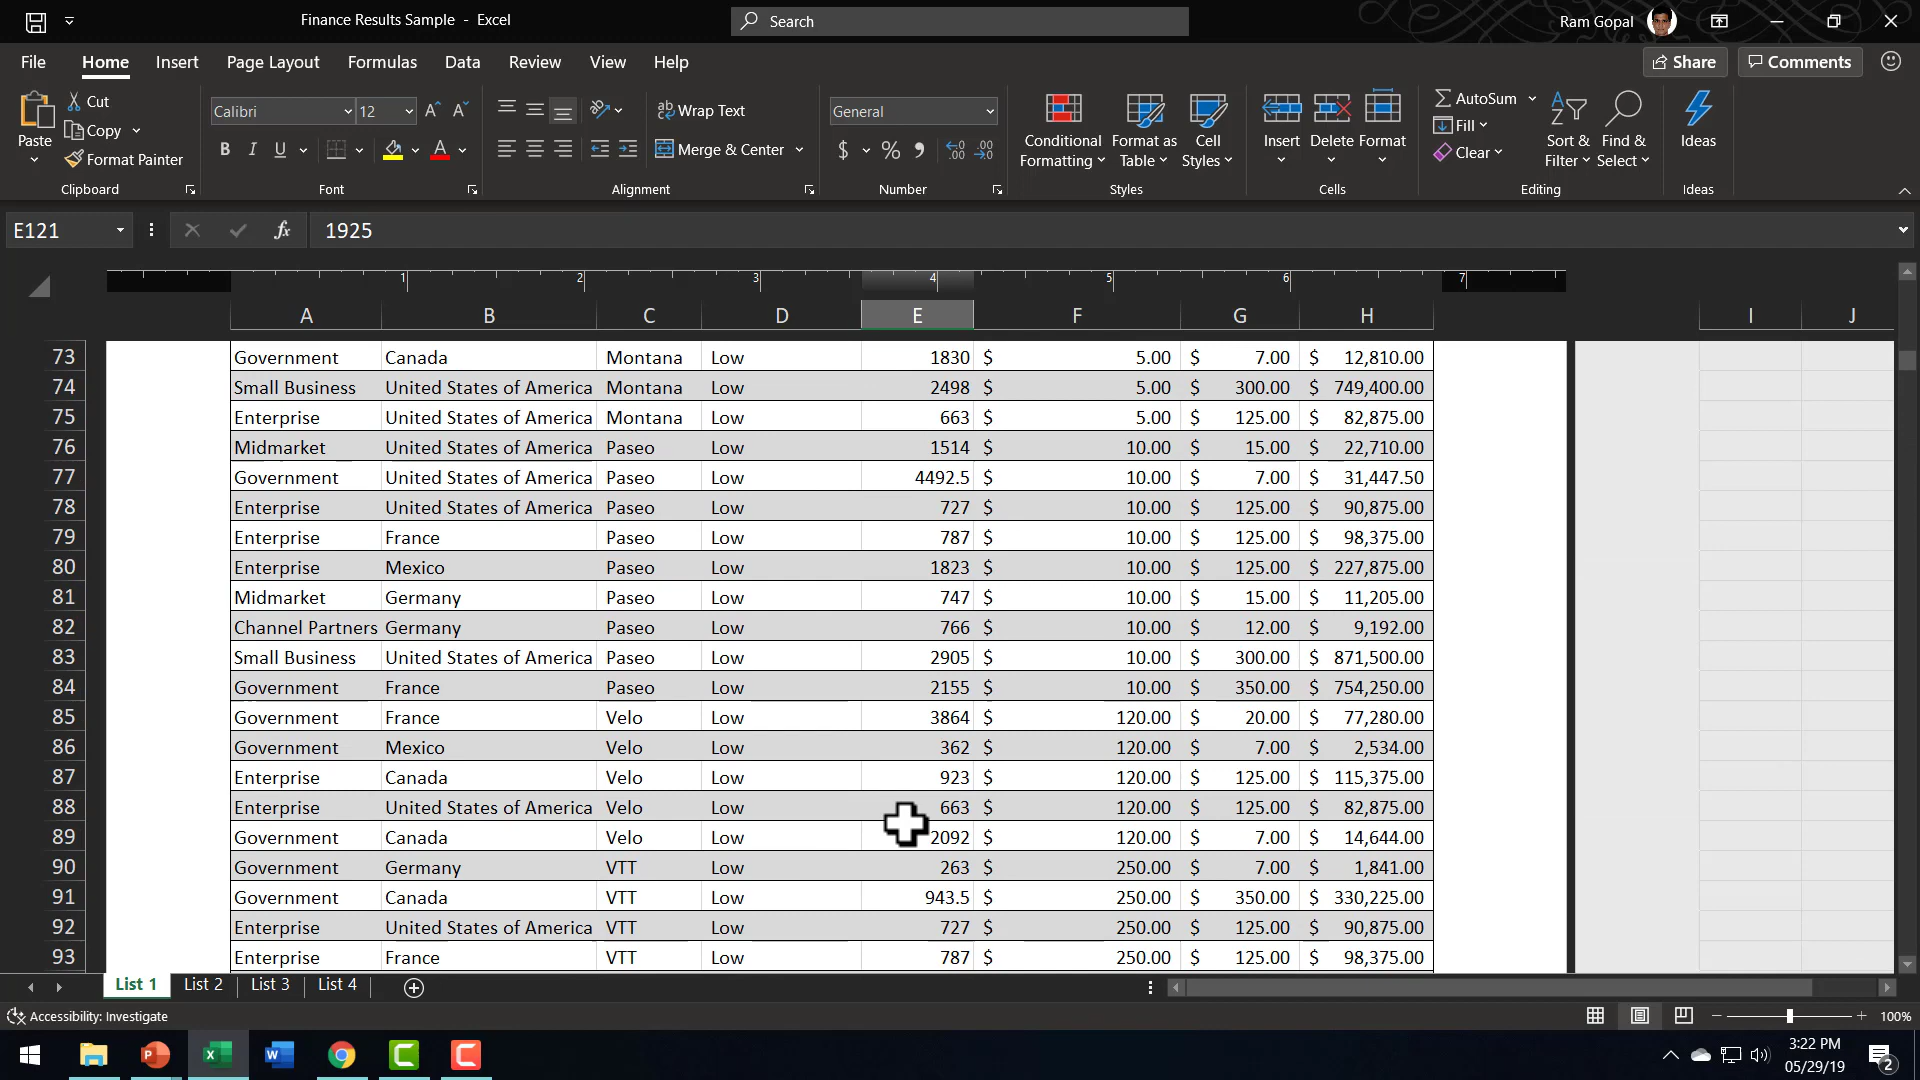 Finance Results Sample - Excel
Search
Ram Gopal
File Home Insert Page Layout Formulas Data Review View Help
Share Comments
Paste Cut Copy Format Painter
Clipboard
Calibri 12
B I U A
Font
ab Wrap Text
Merge & Center
Alignment
General
$ % , .00 .00
Number
Conditional Formatting
Format as Table
Cell Styles
Styles
Insert Delete Format
Cells
AutoSum
Fill
Clear
Sort & Filter
Find & Select
Editing
Ideas
Ideas
E121 fx 1925
1 2 3 4 5 6 7
A B C D E F G H I J
73 Government Canada Montana Low 1830 $ 5.00 $ 7.00 $ 12,810.00
74 Small Business United States of America Montana Low 2498 $ 5.00 $ 300.00 $ 749,400.00
75 Enterprise United States of America Montana Low 663 $ 5.00 $ 125.00 $ 82,875.00
76 Midmarket United States of America Paseo Low 1514 $ 10.00 $ 15.00 $ 22,710.00
77 Government United States of America Paseo Low 4492.5 $ 10.00 $ 7.00 $ 31,447.50
78 Enterprise United States of America Paseo Low 727 $ 10.00 $ 125.00 $ 90,875.00
79 Enterprise France Paseo Low 787 $ 10.00 $ 125.00 $ 98,375.00
80 Enterprise Mexico Paseo Low 1823 $ 10.00 $ 125.00 $ 227,875.00
81 Midmarket Germany Paseo Low 747 $ 10.00 $ 15.00 $ 11,205.00
82 Channel Partners Germany Paseo Low 766 $ 10.00 $ 12.00 $ 9,192.00
83 Small Business United States of America Paseo Low 2905 $ 10.00 $ 300.00 $ 871,500.00
84 Government France Paseo Low 2155 $ 10.00 $ 350.00 $ 754,250.00
85 Government France Velo Low 3864 $ 120.00 $ 20.00 $ 77,280.00
86 Government Mexico Velo Low 362 $ 120.00 $ 7.00 $ 2,534.00
87 Enterprise Canada Velo Low 923 $ 120.00 $ 125.00 $ 115,375.00
88 Enterprise United States of America Velo Low 663 $ 120.00 $ 125.00 $ 82,875.00
89 Government Canada Velo Low 2092 $ 120.00 $ 7.00 $ 14,644.00
90 Government Germany VTT Low 263 $ 250.00 $ 7.00 $ 1,841.00
91 Government Canada VTT Low 943.5 $ 250.00 $ 350.00 $ 330,225.00
92 Enterprise United States of America VTT Low 727 $ 250.00 $ 125.00 $ 90,875.00
93 Enterprise France VTT Low 787 $ 250.00 $ 125.00 $ 98,375.00
List 1 List 2 List 3 List 4
Accessibility: Investigate
100%
3:22 PM
05/29/19
2